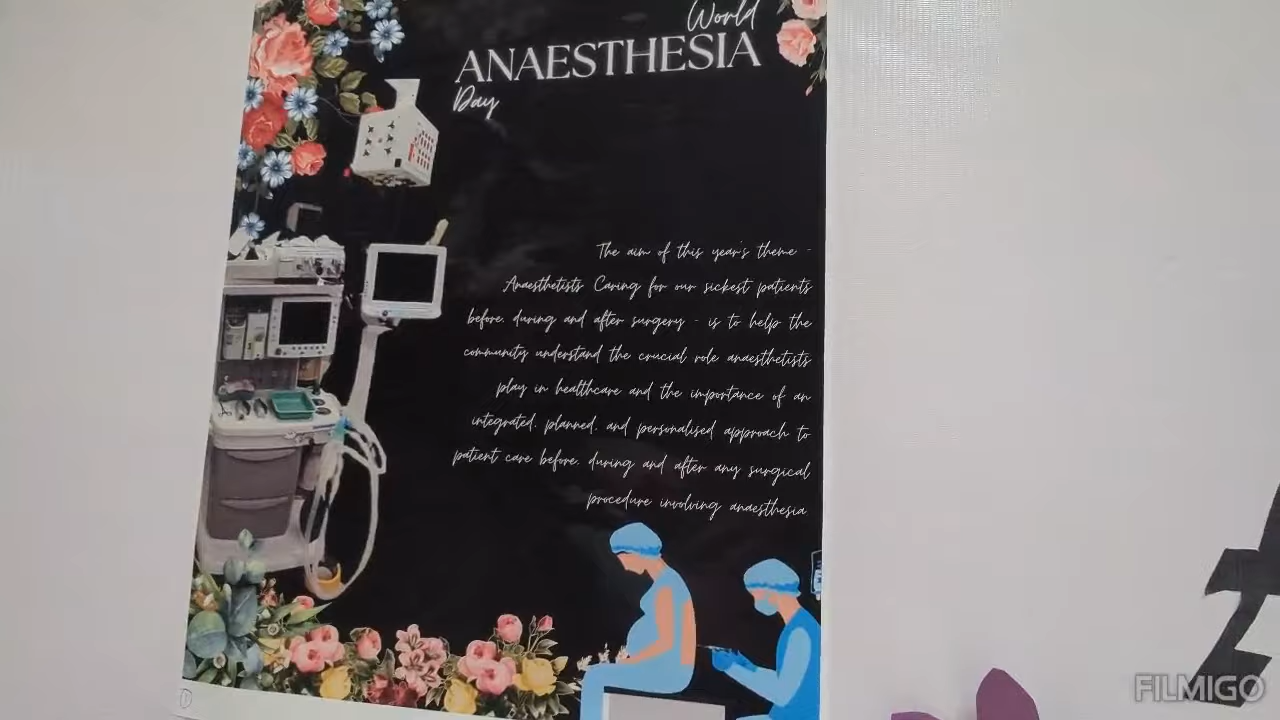 World
ANAESTHESIA
Day
The aim of this year's theme -
Anaesthetists Caring for our sickest patients
before, during and after surgery - is to help the
community understand the crucial role anaesthetists
play in healthcare and the importance of an
integrated, planned, and personalised approach to
patient care before, during and after any surgical
procedure involving anaesthesia
FILMIGO